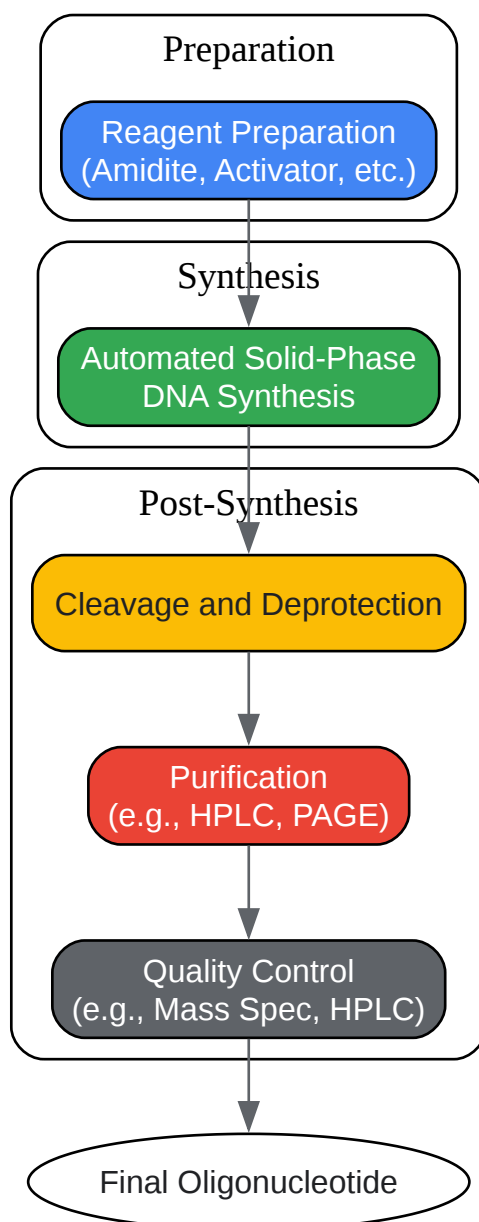 Preparation
Reagent Preparation
(Amidite, Activator, etc.)
Synthesis
Automated Solid-Phase
DNA Synthesis
Post-Synthesis
Cleavage and Deprotection
Purification
(e.g., HPLC, PAGE)
Quality Control
(e.g., Mass Spec, HPLC)
Final Oligonucleotide